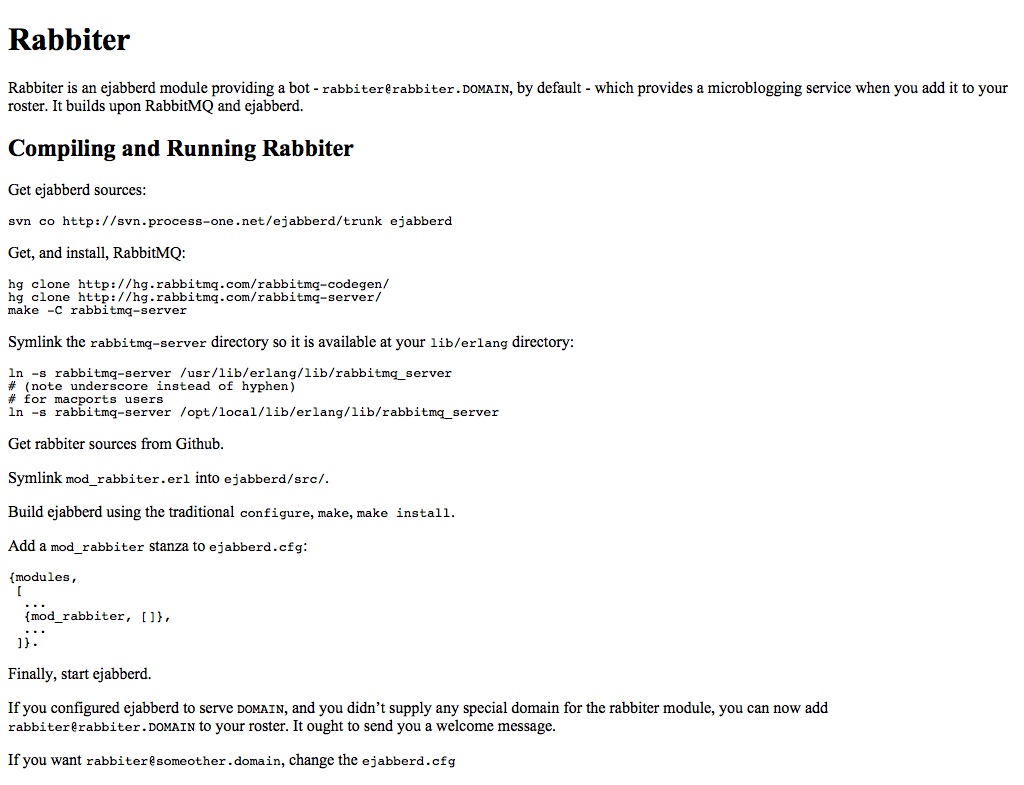 Rabbiter
Rabbiter is an ejabberd module providing a bot - rabbiter@rabbiter.DOMAIN, by default - which provides a microblogging service when you add it to your
roster. It builds upon RabbitMQ and ejabberd.
Compiling and Running Rabbiter
Get ejabberd sources:
svn co http://svn.process-one.net/ejabberd/trunk ejabberd
Get, and install, RabbitMQ:
hg clone http://hg.rabbitmq.com/rabbitmq-codegen/
hg clone http://hg.rabbitmq.com/rabbitmq-server/
make -C rabbitmq-server
Symlink the rabbitmq-server directory so it is available at your lib/erlang directory:
ln -s rabbitmq-server /usr/lib/erlang/lib/rabbitmq_server
# (note underscore instead of hyphen)
# for macports users
ln -s rabbitmq-server /opt/local/lib/erlang/lib/rabbitmq_server
Get rabbiter sources from Github.
Symlink mod_rabbiter.erl into ejabberd/src/.
Build ejabberd using the traditional configure, make, make install.
Add a mod_rabbiter stanza to ejabberd.cfg:
{modules,
 [
  ...
  {mod_rabbiter, []},
  ...
 ]}.
Finally, start ejabberd.
If you configured ejabberd to serve DOMAIN, and you didn’t supply any special domain for the rabbiter module, you can now add
rabbiter@rabbiter.DOMAIN to your roster. It ought to send you a welcome message.
If you want rabbiter@someother.domain, change the ejabberd.cfg